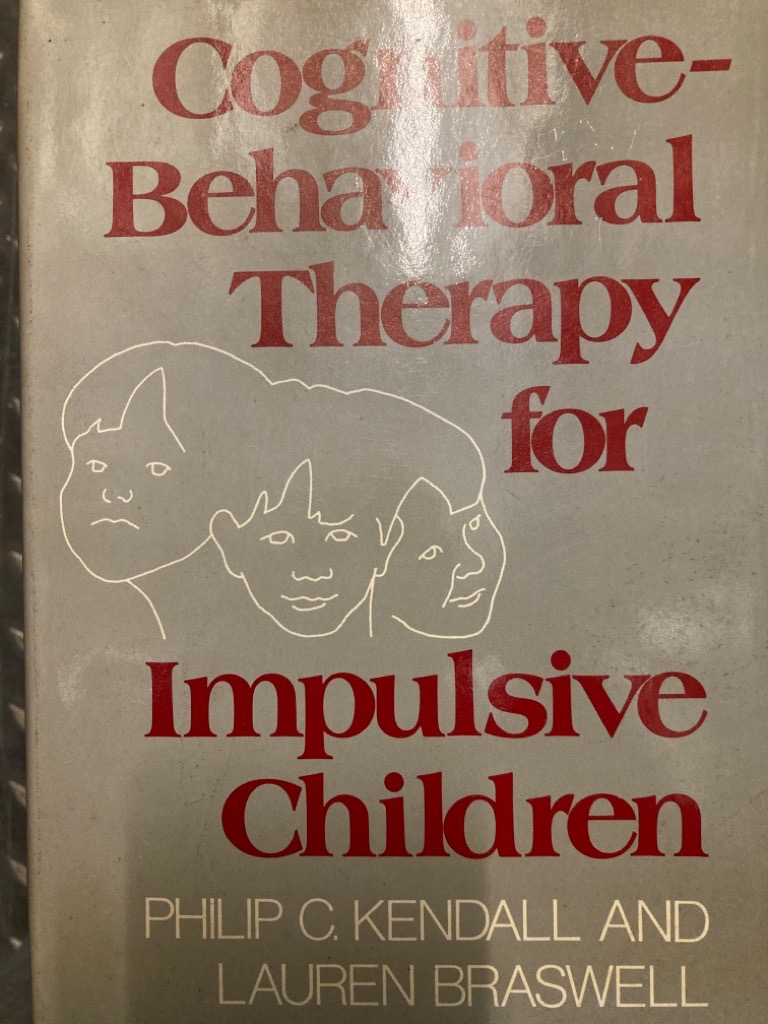 Cognitive-
Behavioral
Therapy
for
Impulsive
Children
PHILIP C. KENDALL AND
LAUREN BRASWELL